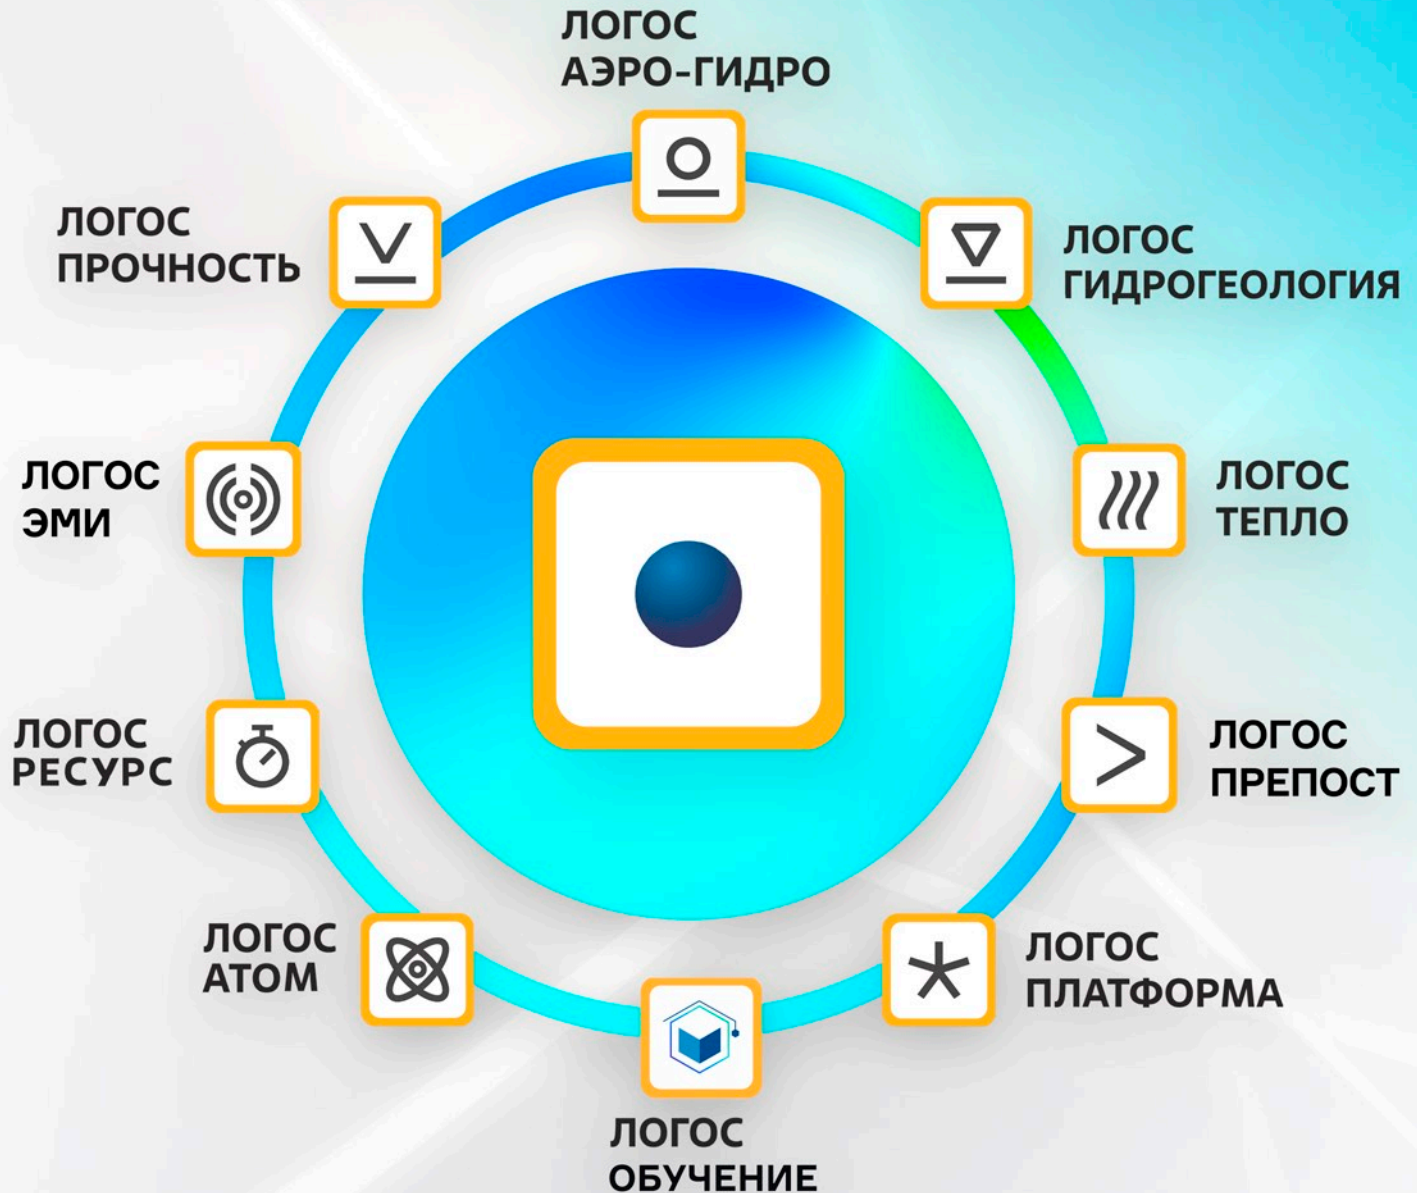 ЛОГОС
АЭРО-ГИДРО
ЛОГОС
ПРОЧНОСТЬ
ЛОГОС
ГИДРОГЕОЛОГИЯ
ЛОГОС
ЭМИ
ЛОГОС
ТЕПЛО
ЛОГОС
РЕСУРС
ЛОГОС
ПРЕПОСТ
ЛОГОС
АТОМ
ЛОГОС
ПЛАТФОРМА
ЛОГОС
ОБУЧЕНИЕ